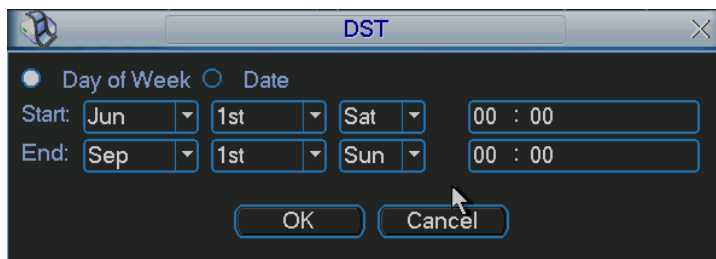 DST
Day of Week Date
Start: Jun 1st Sat 00 : 00
End: Sep 1st Sun 00 : 00
OK Cancel